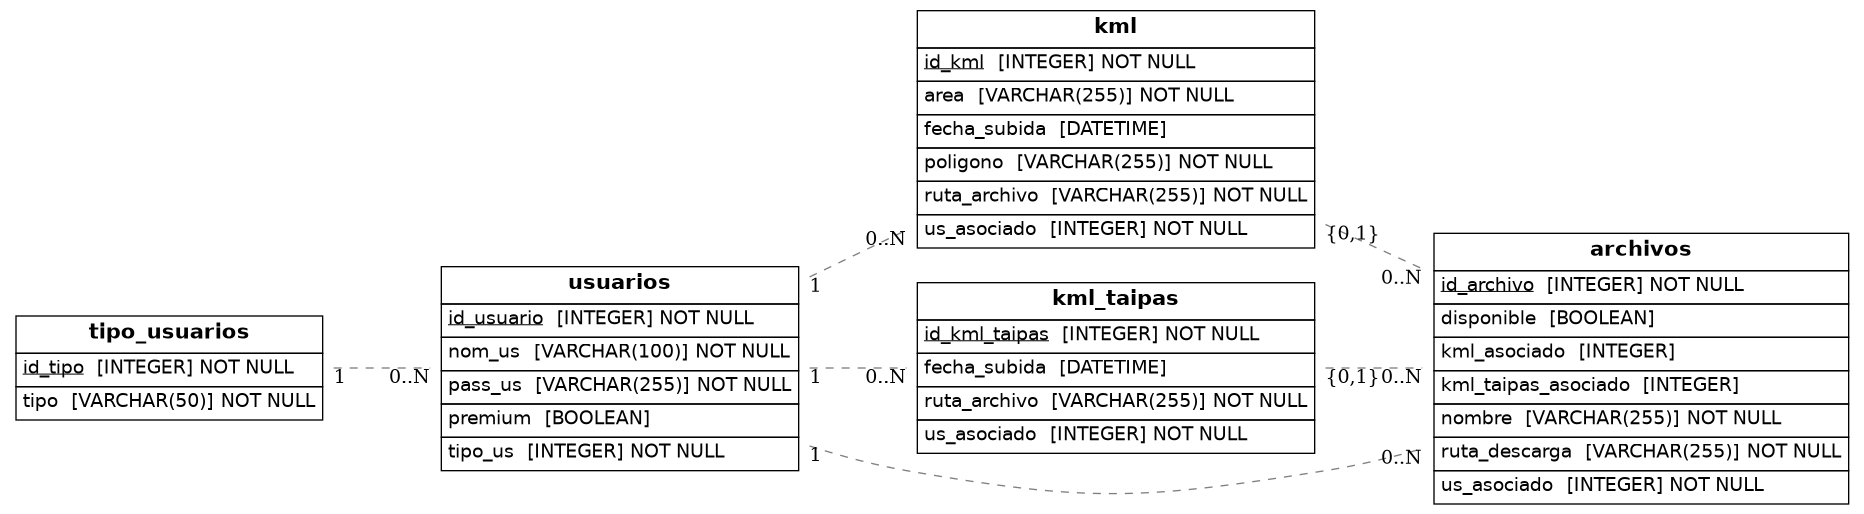 tipo_usuarios
id_tipo [INTEGER] NOT NULL
tipo [VARCHAR(50)] NOT NULL
1
0..N
usuarios
id_usuario [INTEGER] NOT NULL
nom_us [VARCHAR(100)] NOT NULL
pass_us [VARCHAR(255)] NOT NULL
premium [BOOLEAN]
tipo_us [INTEGER] NOT NULL
1
0..N
1
0..N
1
0..N
kml
id_kml [INTEGER] NOT NULL
area [VARCHAR(255)] NOT NULL
fecha_subida [DATETIME]
poligono [VARCHAR(255)] NOT NULL
ruta_archivo [VARCHAR(255)] NOT NULL
us_asociado [INTEGER] NOT NULL
{0,1}
0..N
kml_taipas
id_kml_taipas [INTEGER] NOT NULL
fecha_subida [DATETIME]
ruta_archivo [VARCHAR(255)] NOT NULL
us_asociado [INTEGER] NOT NULL
{0,1}
0..N
archivos
id_archivo [INTEGER] NOT NULL
disponible [BOOLEAN]
kml_asociado [INTEGER]
kml_taipas_asociado [INTEGER]
nombre [VARCHAR(255)] NOT NULL
ruta_descarga [VARCHAR(255)] NOT NULL
us_asociado [INTEGER] NOT NULL